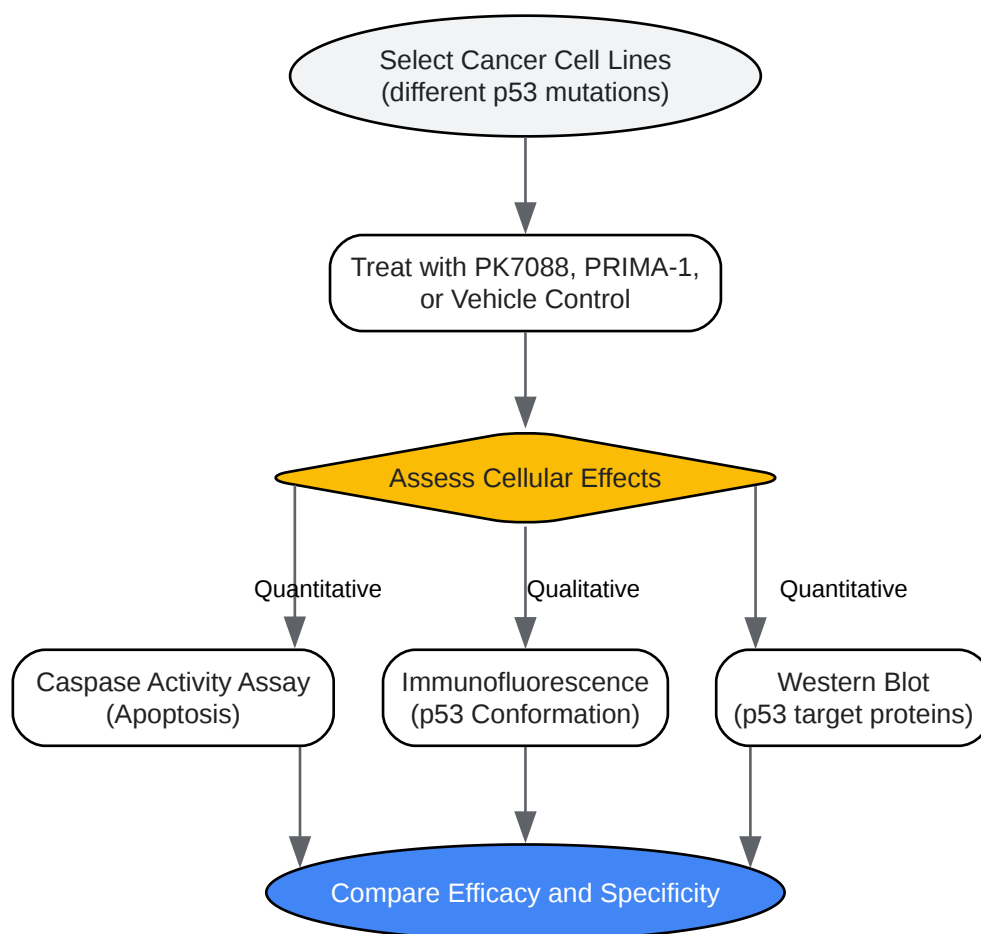 Select Cancer Cell Lines
(different p53 mutations)
Treat with PK7088, PRIMA-1,
or Vehicle Control
Assess Cellular Effects
Quantitative
Qualitative
Quantitative
Caspase Activity Assay
(Apoptosis)
Immunofluorescence
(p53 Conformation)
Western Blot
(p53 target proteins)
Compare Efficacy and Specificity